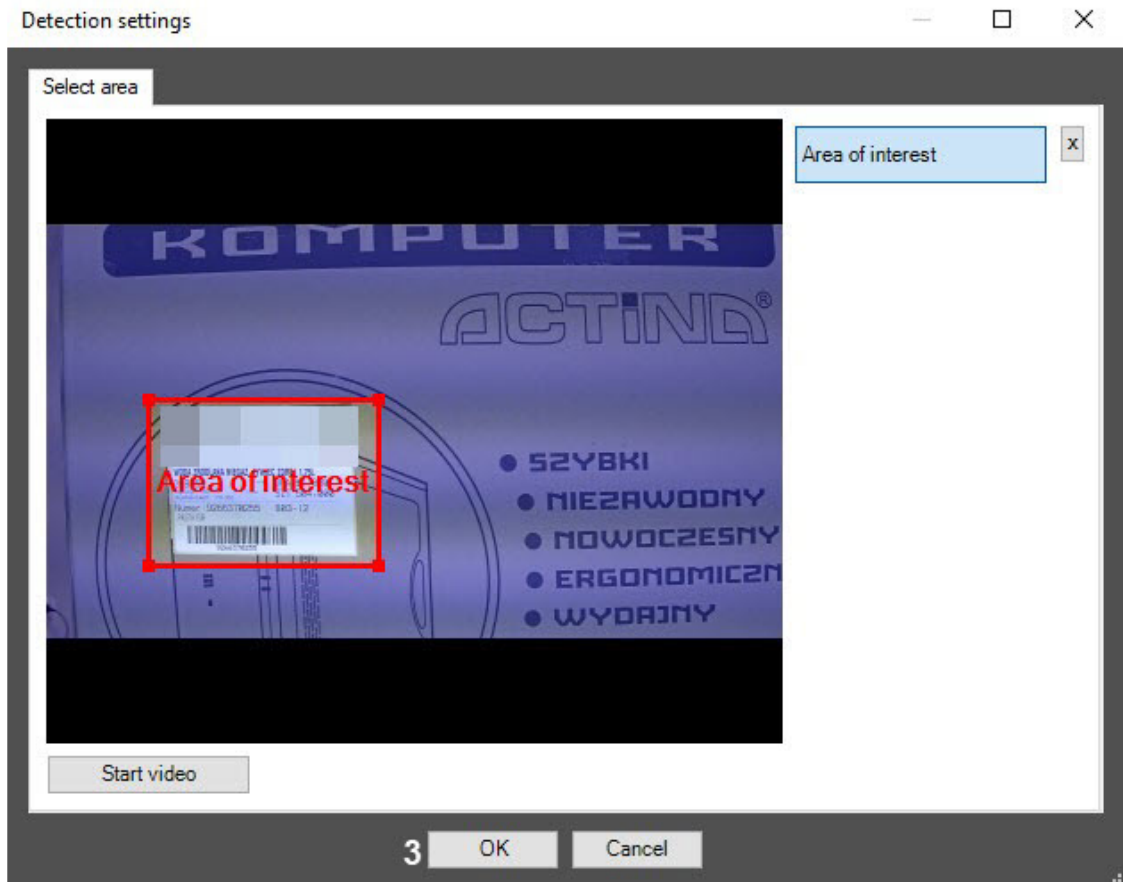 Detection settings
Select area
Area of interest
x
KOMPUTER
ACTINA®
Area of interest
Numer
SZYBKI
NIEZAWODNY
NOWOCZESNY
ERGONOMICZN
WYDAJNY
Start video
3
OK
Cancel